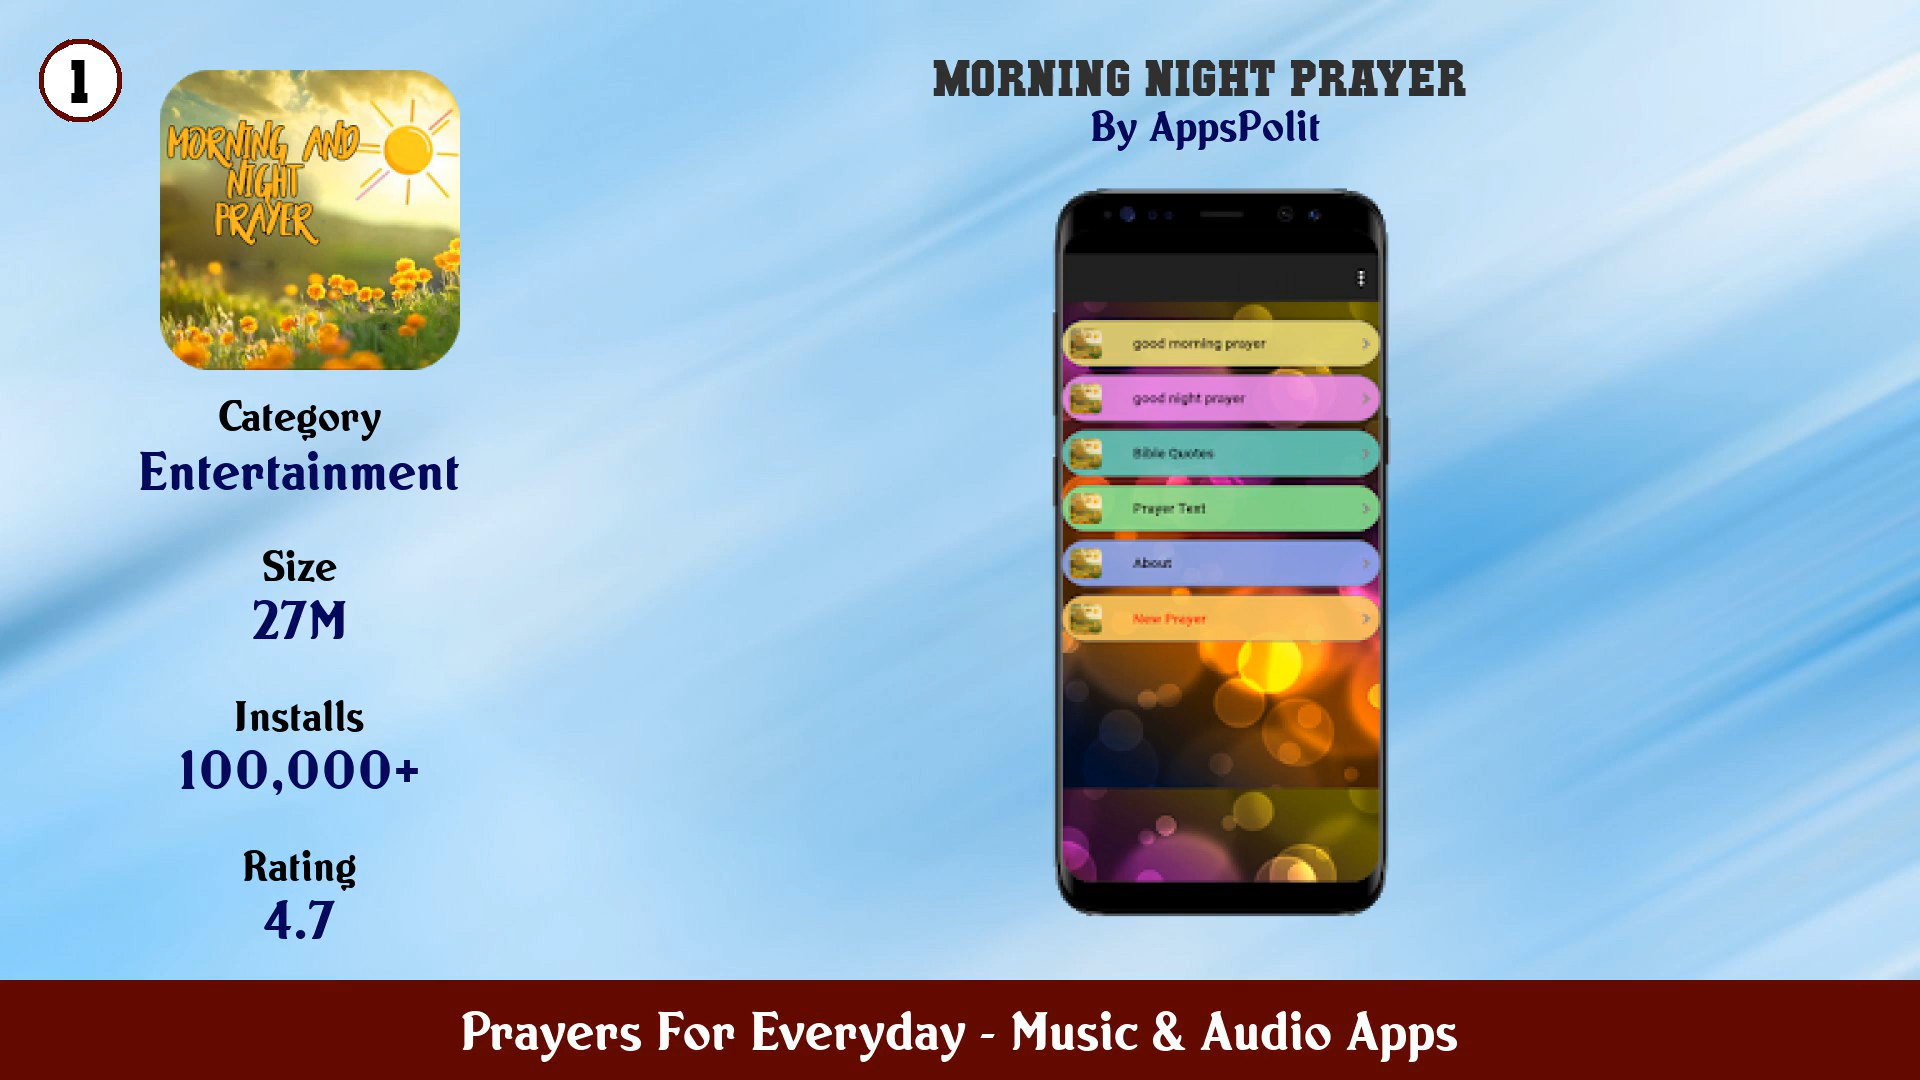 1
MORNING AND
NIGHT
PRAYER
Category
Entertainment
Size
27M
Installs
100,000+
Rating
4.7
MORNING NIGHT PRAYER
By AppsPolit
good morning prayer
good night prayer
Bible Quotes
Prayer Text
About
New Prayer
Prayers For Everyday - Music & Audio Apps